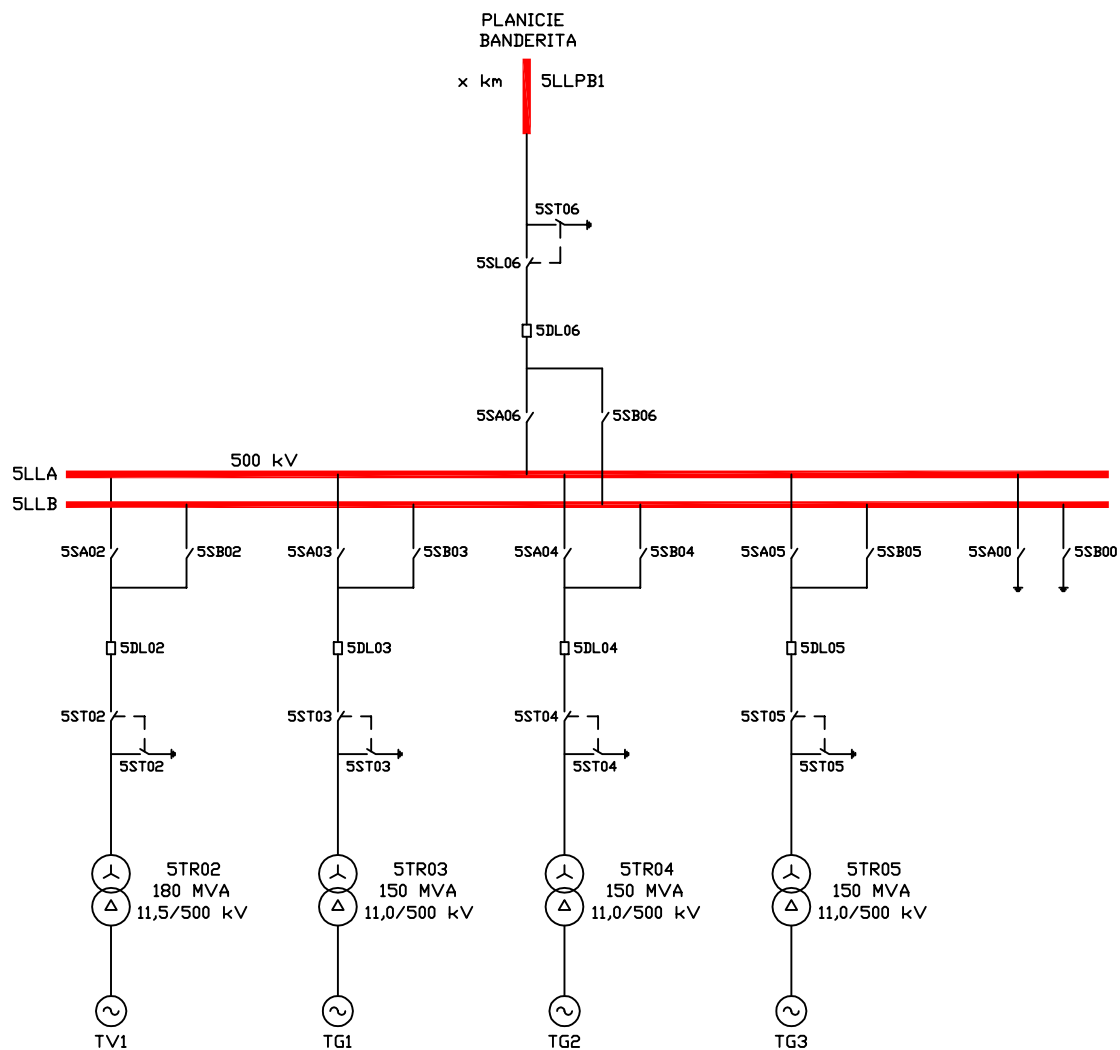 PLANICIE
BANDERITA
x km
5LLPB1
5ST06
5SL06
5DL06
5SA06
5SB06
500 kV
5LLA
5LLB
5SA02
5SB02
5SA03
5SB03
5SA04
5SB04
5SA05
5SB05
5SA00
5SB00
5DL02
5DL03
5DL04
5DL05
5ST02
5ST03
5ST04
5ST05
5ST02
5ST03
5ST04
5ST05
5TR02
180 MVA
11,5/500 kV
5TR03
150 MVA
11,0/500 kV
5TR04
150 MVA
11,0/500 kV
5TR05
150 MVA
11,0/500 kV
TV1
TG1
TG2
TG3